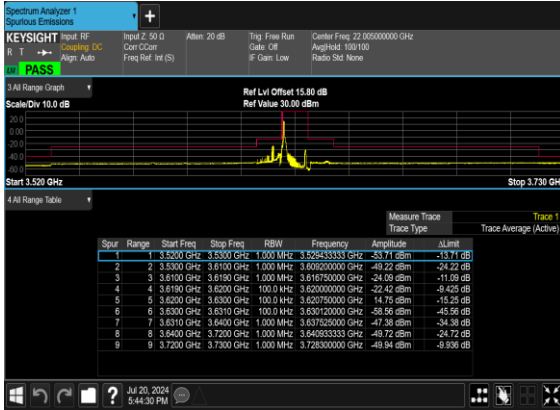 Spectrum Analyzer 1
Spurious Emissions
+
KEYSIGHT Input: RF Input Z: 50 Ω Atten: 20 dB Trig: Free Run Center Freq: 22.005000000 GHz
R T Coupling: DC Corr CCorr Gate: Off Avg|Hold: 100/100
Align: Auto Freq Ref: Int (S) IF Gain: Low Radio Std: None
PASS
3 All Range Graph
Scale/Div 10.0 dB
Ref Lvl Offset 15.80 dB
Ref Value 30.00 dBm
20.0
0.00
-20.0
-40.0
-60.0
Start 3.520 GHz Stop 3.730 GH
4 All Range Table
Measure Trace Trace 1
Trace Type Trace Average (Active)
Spur Range Start Freq Stop Freq RBW Frequency Amplitude ΔLimit
1 1 3.5200 GHz 3.5300 GHz 1.000 MHz 3.529433333 GHz -53.71 dBm -13.71 dB
2 2 3.5300 GHz 3.6100 GHz 1.000 MHz 3.609200000 GHz -49.22 dBm -24.22 dB
3 3 3.6100 GHz 3.6190 GHz 1.000 MHz 3.616750000 GHz -24.09 dBm -11.09 dB
4 4 3.6190 GHz 3.6200 GHz 100.0 kHz 3.620000000 GHz -22.42 dBm -9.425 dB
5 5 3.6200 GHz 3.6300 GHz 100.0 kHz 3.620750000 GHz 14.75 dBm -15.25 dB
6 6 3.6300 GHz 3.6310 GHz 100.0 kHz 3.630120000 GHz -58.56 dBm -45.56 dB
7 7 3.6310 GHz 3.6400 GHz 1.000 MHz 3.637525000 GHz -47.38 dBm -34.38 dB
8 8 3.6400 GHz 3.7200 GHz 1.000 MHz 3.640933333 GHz -49.72 dBm -24.72 dB
9 9 3.7200 GHz 3.7300 GHz 1.000 MHz 3.728300000 GHz -49.94 dBm -9.936 dB
?
Jul 20, 2024
5:44:30 PM